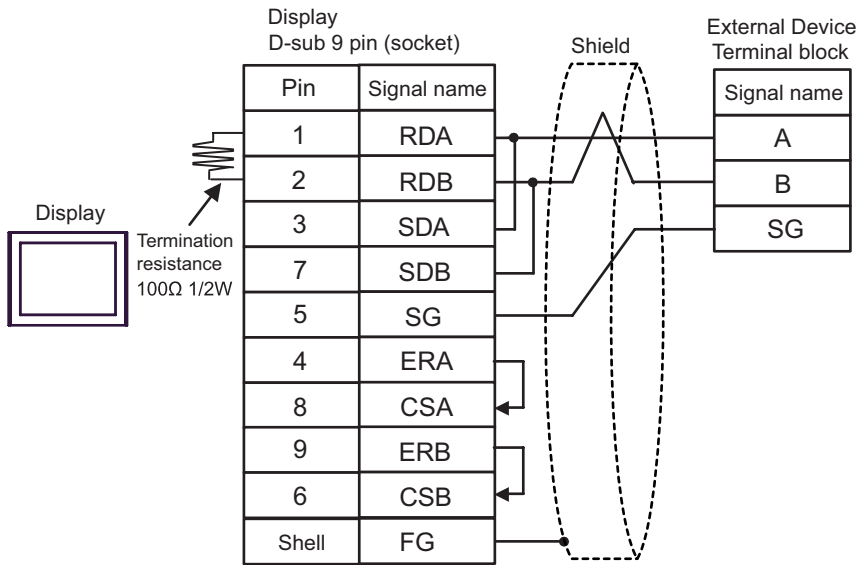 Display
D-sub 9 pin (socket)
Shield
External Device
Terminal block
Pin Signal name
Signal name
1 RDA
A
2 RDB
B
3 SDA
SG
7 SDB
5 SG
4 ERA
8 CSA
9 ERB
6 CSB
Shell FG
Display
Termination
resistance
100Ω 1/2W